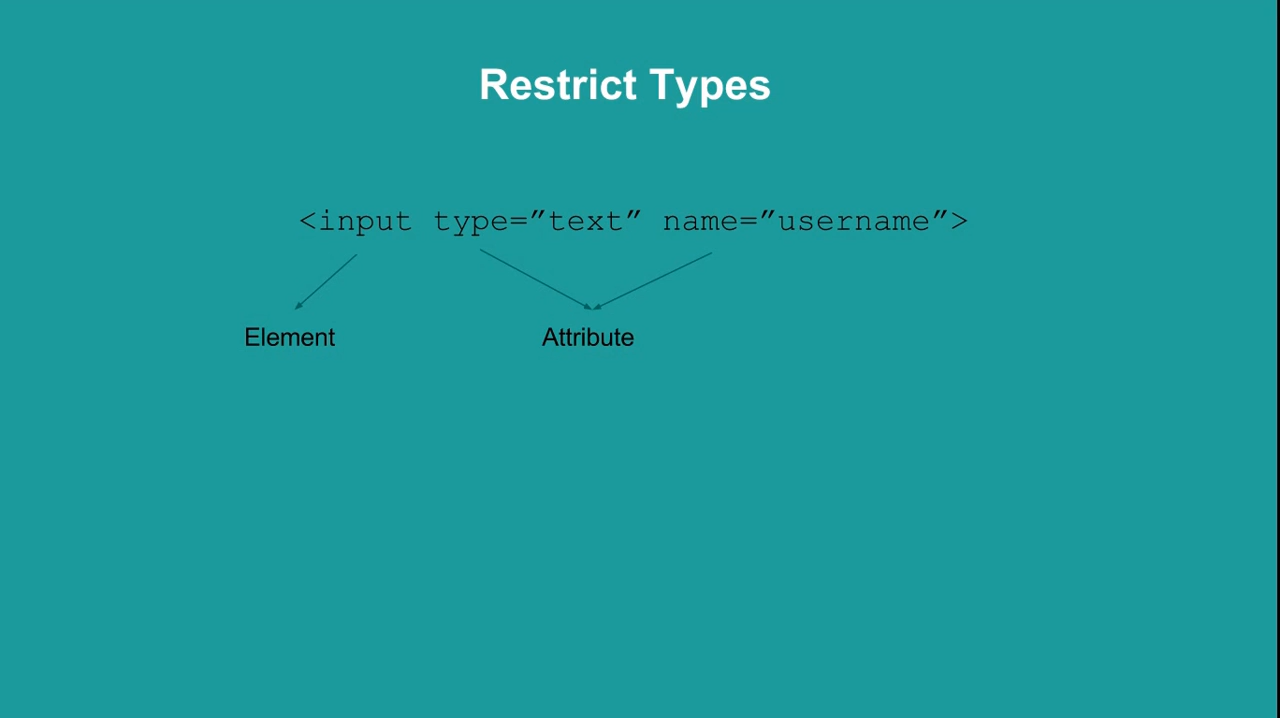 Restrict Types
<input type=”text” name=”username”>
Element Attribute